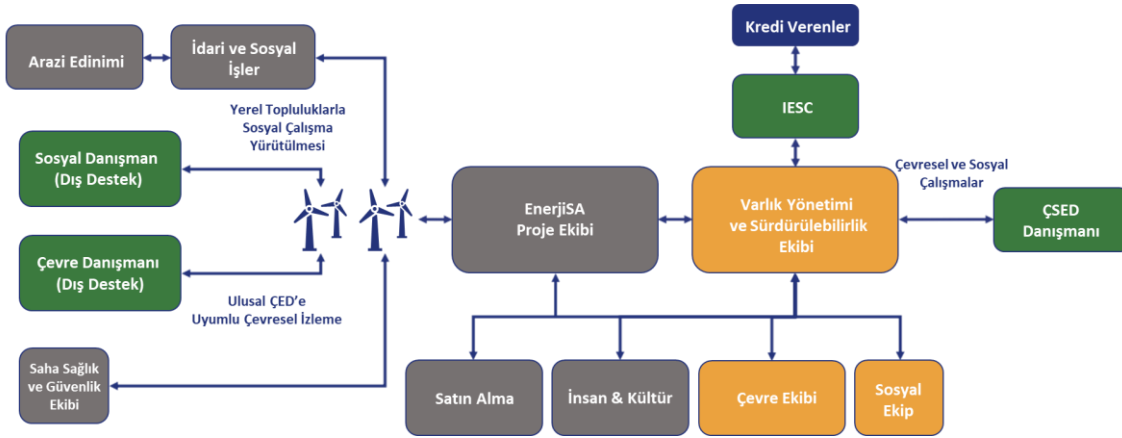 Kredi Verenler
Arazi Edinimi
İdari ve Sosyal
İşler
IESC
Yerel Topluluklarla
Sosyal Çalışma
Yürütülmesi
Sosyal Danışman
(Dış Destek)
EnerjiSA
Proje Ekibi
Varlık Yönetimi
ve Sürdürülebilirlik
Ekibi
Çevresel ve Sosyal
Çalışmalar
ÇSED
Danışmanı
Çevre Danışmanı
(Dış Destek)
Ulusal ÇED’e
Uyumlu Çevresel İzleme
Saha Sağlık
ve Güvenlik
Ekibi
Satın Alma
İnsan & Kültür
Çevre Ekibi
Sosyal
Ekip